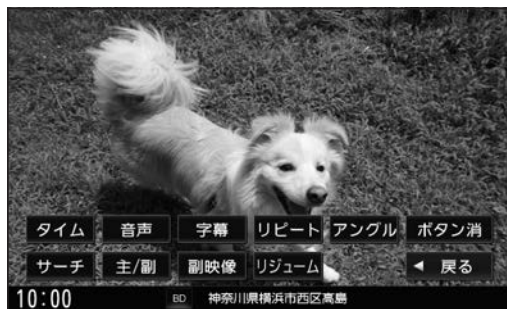 タイム 音声 字幕 リピート アングル ボタン消
サーチ 主/副 副映像 リジューム ◀ 戻る
10:00 BD 神奈川県横浜市西区高島